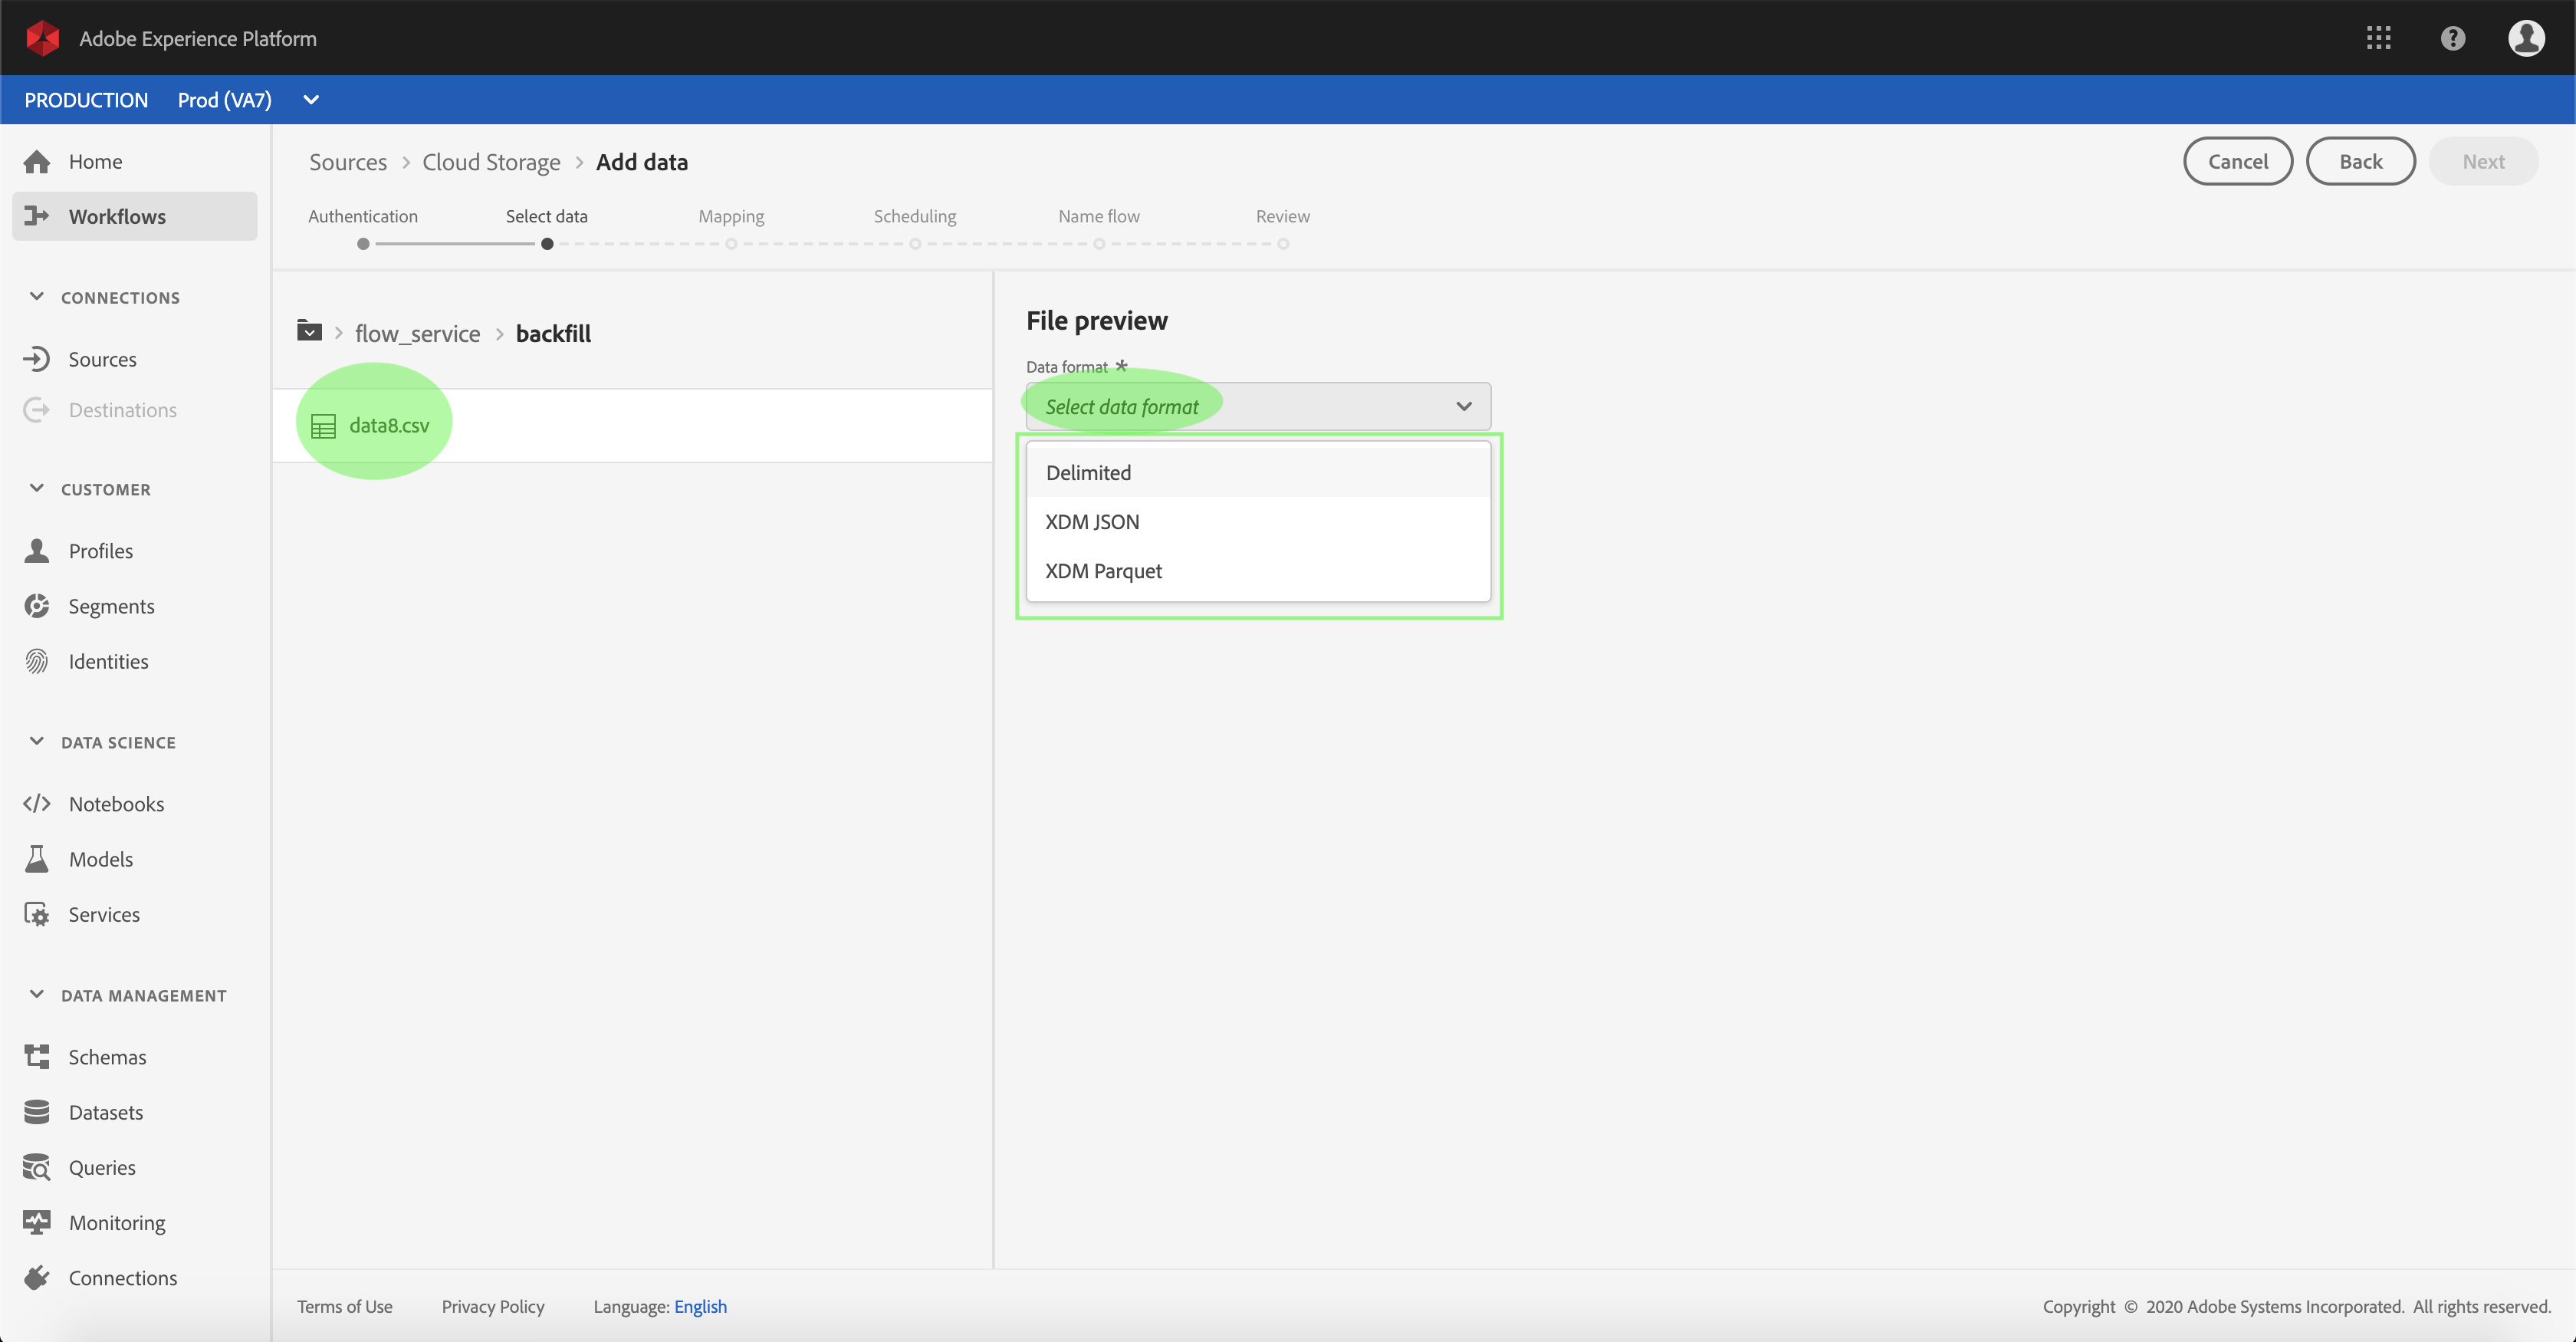 Adobe Experience Platform
PRODUCTION Prod (VA7)
Home
Workflows
CONNECTIONS
Sources
Destinations
CUSTOMER
Profiles
Segments
Identities
DATA SCIENCE
Notebooks
Models
Services
DATA MANAGEMENT
Schemas
Datasets
Queries
Monitoring
Connections
Sources > Cloud Storage > Add data
Cancel Back Next
Authentication Select data Mapping Scheduling Name flow Review
> flow_service > backfill
data8.csv
File preview
Data format *
Select data format
Delimited
XDM JSON
XDM Parquet
Terms of Use Privacy Policy Language: English
Copyright © 2020 Adobe Systems Incorporated. All rights reserved.